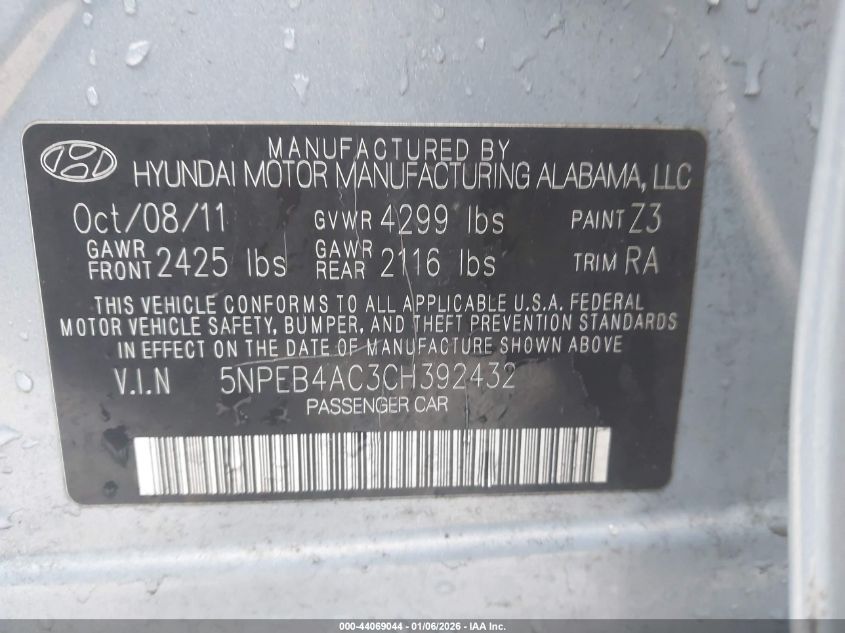 MANUFACTURED BY
HYUNDAI MOTOR MANUFACTURING ALABAMA, LLC
Oct/08/11 GVWR 4299 lbs PAINT Z3
GAWR FRONT 2425 lbs GAWR REAR 2116 lbs TRIM RA
THIS VEHICLE CONFORMS TO ALL APPLICABLE U.S.A. FEDERAL
MOTOR VEHICLE SAFETY, BUMPER, AND THEFT PREVENTION STANDARDS
IN EFFECT ON THE DATE OF MANUFACTURE SHOWN ABOVE
V.I.N 5NPEB4AC3CH392432
PASSENGER CAR
000-44069044 - 01/06/2026 - IAA Inc.